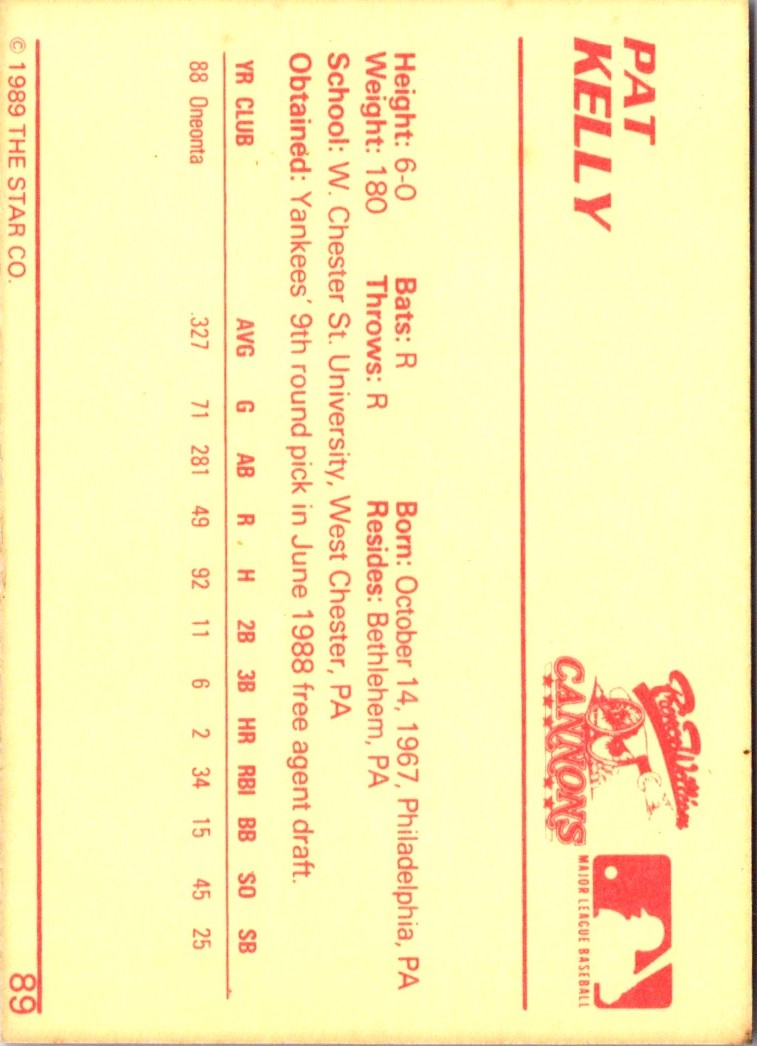 PAT
KELLY
Prince William
CANNONS
MAJOR LEAGUE BASEBALL
Height: 6-0 Bats: R Born: October 14, 1967, Philadelphia, PA
Weight: 180 Throws: R Resides: Bethlehem, PA
School: W. Chester St. University, West Chester, PA
Obtained: Yankees' 9th round pick in June 1988 free agent draft.
YR CLUB AVG G AB R H 2B 3B HR RBI BB SO SB
88 Oneonta .327 71 281 49 92 11 6 2 34 15 45 25
© 1989 THE STAR CO. 89